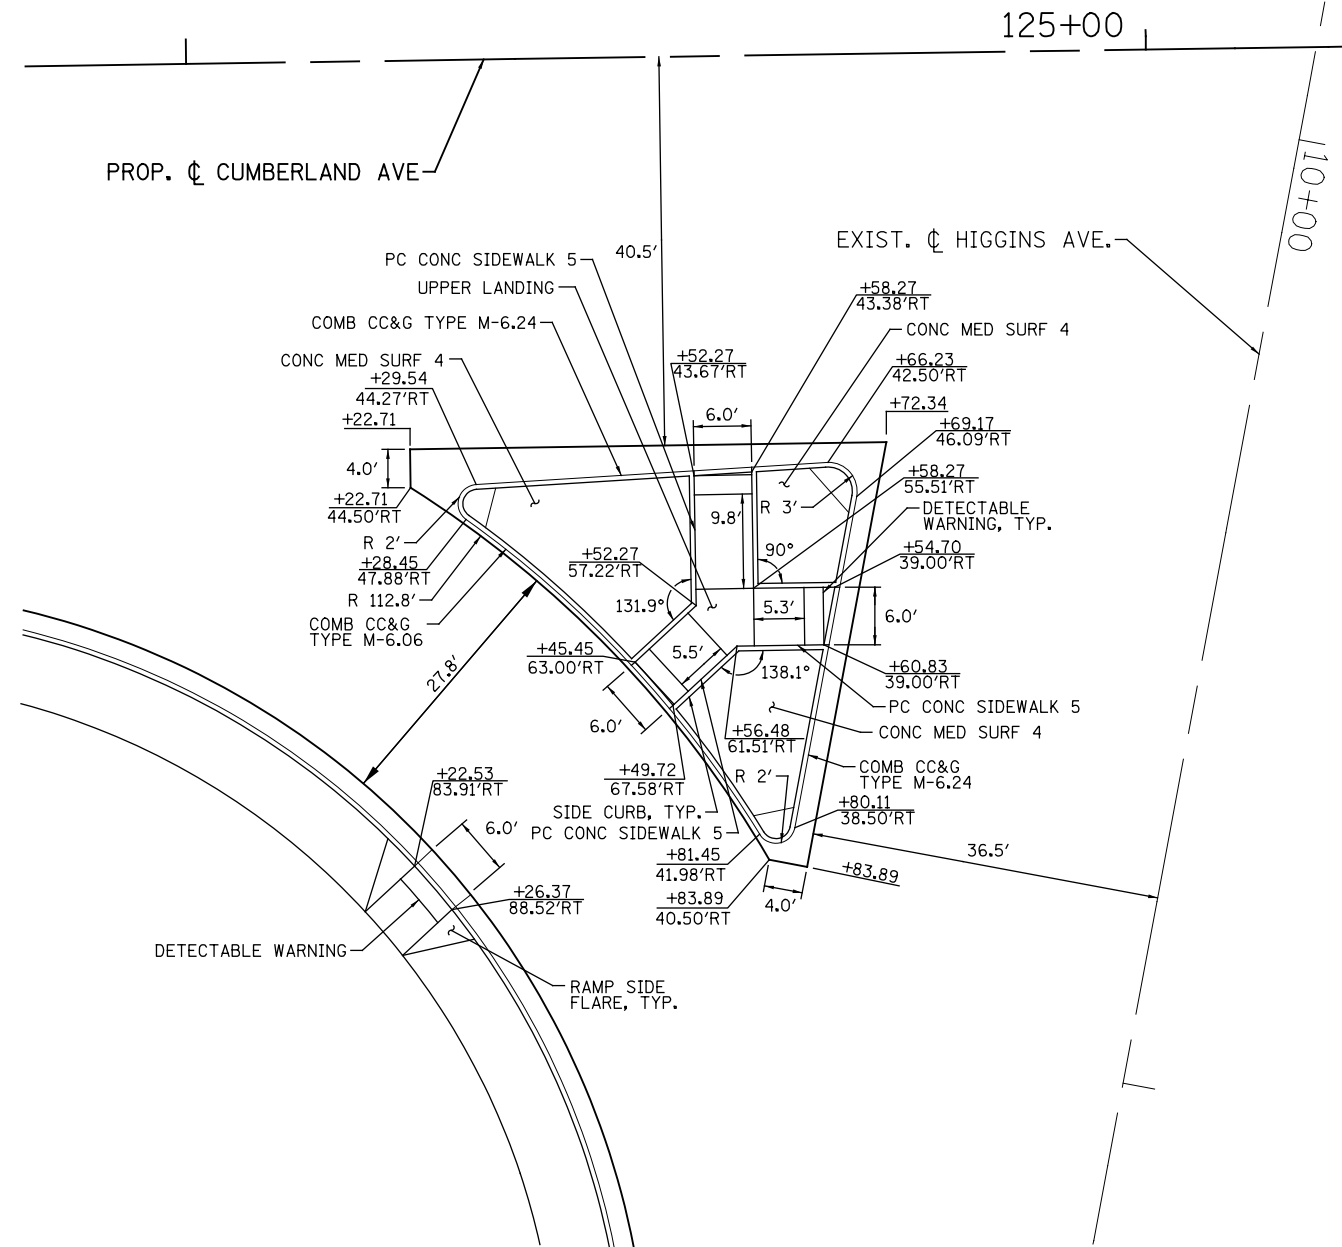 125+00
PROP. ℄ CUMBERLAND AVE
110+00
EXIST. ℄ HIGGINS AVE.
40.5'
PC CONC SIDEWALK 5
UPPER LANDING
COMB CC&G TYPE M-6.24
CONC MED SURF 4
+58.27
43.38'RT
CONC MED SURF 4
+52.27
43.67'RT
+66.23
42.50'RT
+29.54
44.27'RT
+22.71
+72.34
6.0'
+69.17
46.09'RT
4.0'
+58.27
55.51'RT
+22.71
44.50'RT
R 3'
9.8'
DETECTABLE
WARNING, TYP.
R 2'
90°
+54.70
39.00'RT
+28.45
47.88'RT
+52.27
57.22'RT
R 112.8'
131.9°
5.3'
6.0'
COMB CC&G
TYPE M-6.06
+45.45
63.00'RT
5.5'
138.1°
+60.83
39.00'RT
27.8'
PC CONC SIDEWALK 5
6.0'
+56.48
61.51'RT
CONC MED SURF 4
+22.53
83.91'RT
+49.72
67.58'RT
R 2'
COMB CC&G
TYPE M-6.24
SIDE CURB, TYP.
PC CONC SIDEWALK 5
+80.11
38.50'RT
6.0'
+81.45
41.98'RT
36.5'
+83.89
+26.37
88.52'RT
+83.89
40.50'RT
4.0'
DETECTABLE WARNING
RAMP SIDE
FLARE, TYP.